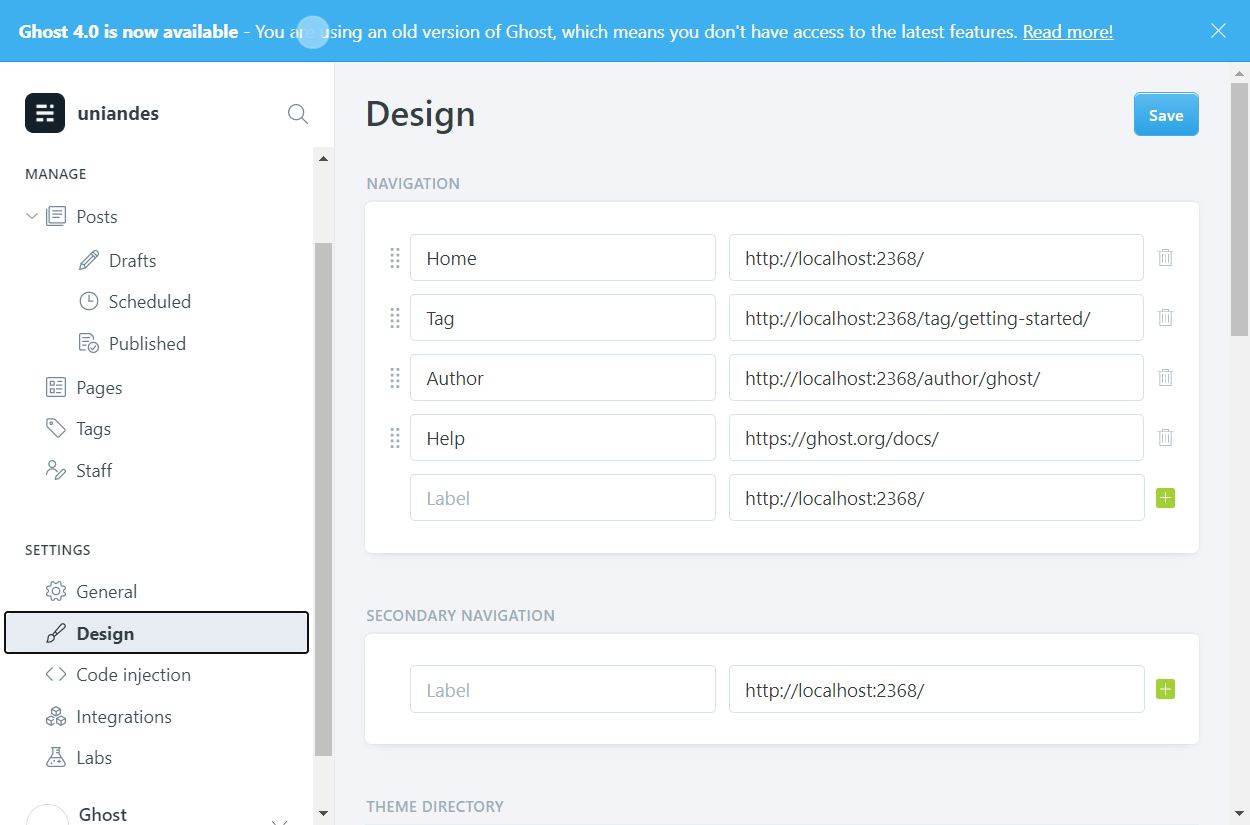 Ghost 4.0 is now available - You are using an old version of Ghost, which means you don't have access to the latest features. Read more!
uniandes
MANAGE
Posts
Drafts
Scheduled
Published
Pages
Tags
Staff
SETTINGS
General
Design
Code injection
Integrations
Labs
Ghost
Design
Save
NAVIGATION
Home http://localhost:2368/
Tag http://localhost:2368/tag/getting-started/
Author http://localhost:2368/author/ghost/
Help https://ghost.org/docs/
Label http://localhost:2368/
SECONDARY NAVIGATION
Label http://localhost:2368/
THEME DIRECTORY